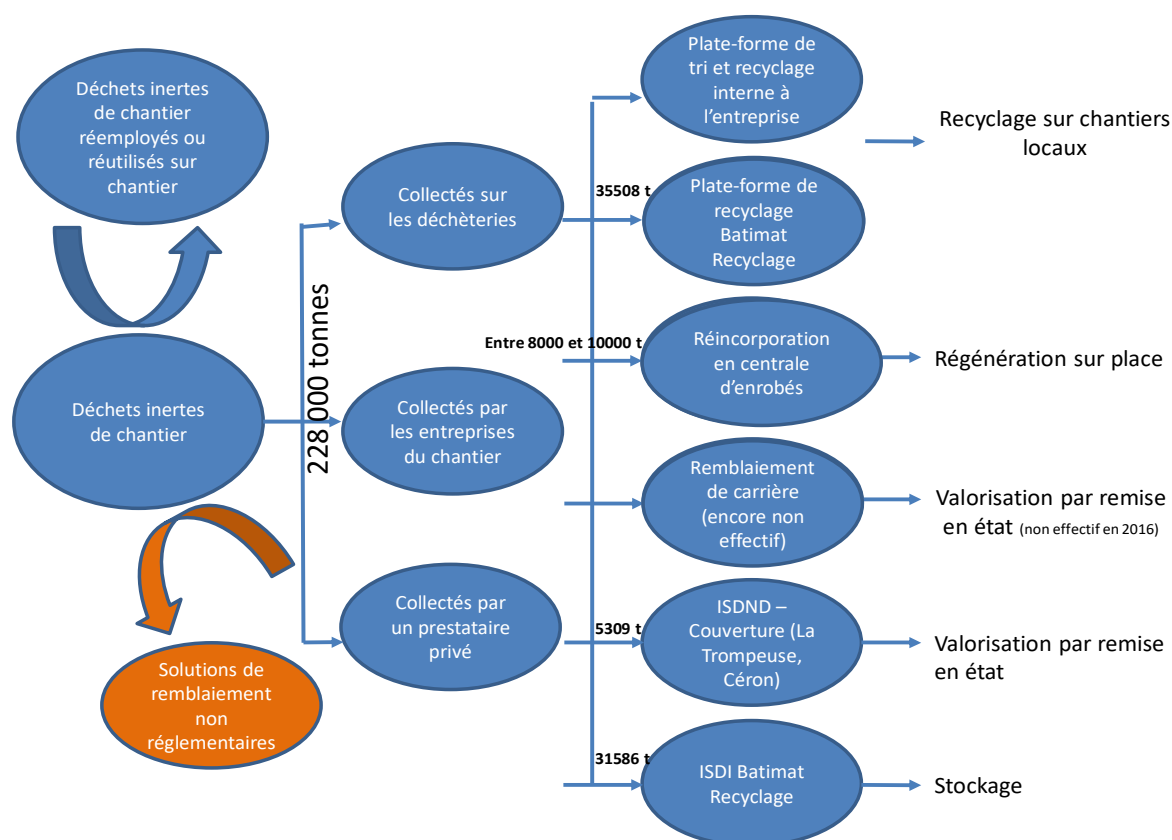 Déchets inertes
de chantier
réemployés ou
réutilisés sur
chantier
Déchets inertes
de chantier
Solutions de
remblaiement
non
réglementaires
228 000 tonnes
Collectés sur
les déchèteries
Collectés par
les entreprises
du chantier
Collectés par
un prestataire
privé
Plate-forme de
tri et recyclage
interne à
l’entreprise
35508 t
Plate-forme de
recyclage
Batimat
Recyclage
Recyclage sur chantiers
locaux
Entre 8000 et 10000 t
Réincorporation
en centrale
d’enrobés
Régénération sur place
Remblaiement
de carrière
(encore non
effectif)
Valorisation par remise
en état (non effectif en 2016)
5309 t
ISDND –
Couverture (La
Trompeuse,
Céron)
Valorisation par remise
en état
31586 t
ISDI Batimat
Recyclage
Stockage